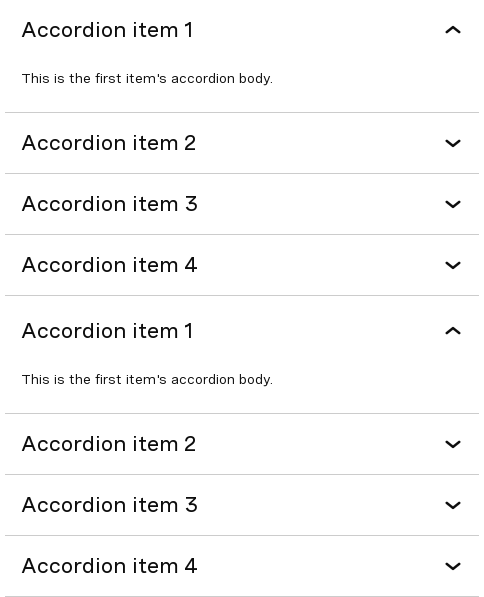 Accordion item 1
This is the first item's accordion body.
Accordion item 2
Accordion item 3
Accordion item 4
Accordion item 1
This is the first item's accordion body.
Accordion item 2
Accordion item 3
Accordion item 4